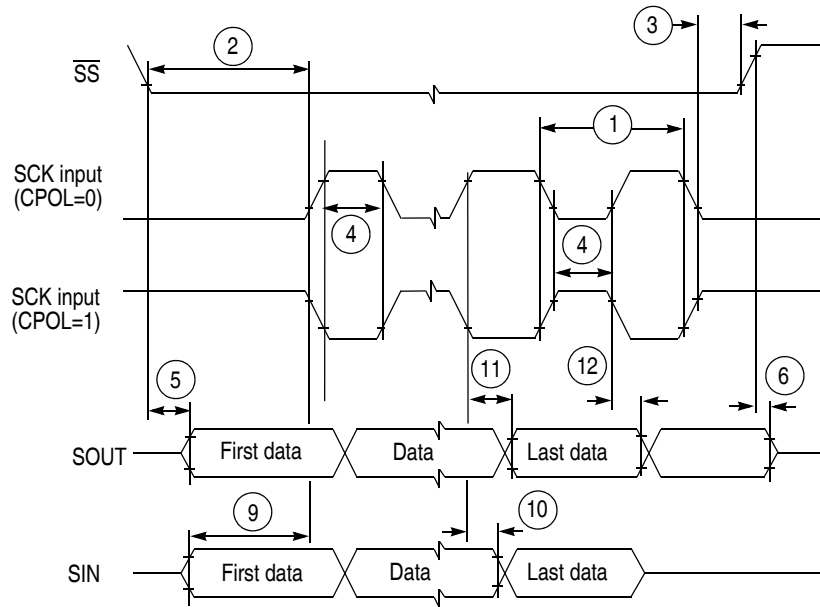 3
2
SS
1
SCK input
(CPOL=0)
4
4
SCK input
(CPOL=1)
5
11
12
6
SOUT
First data
Data
Last data
9
10
SIN
First data
Data
Last data